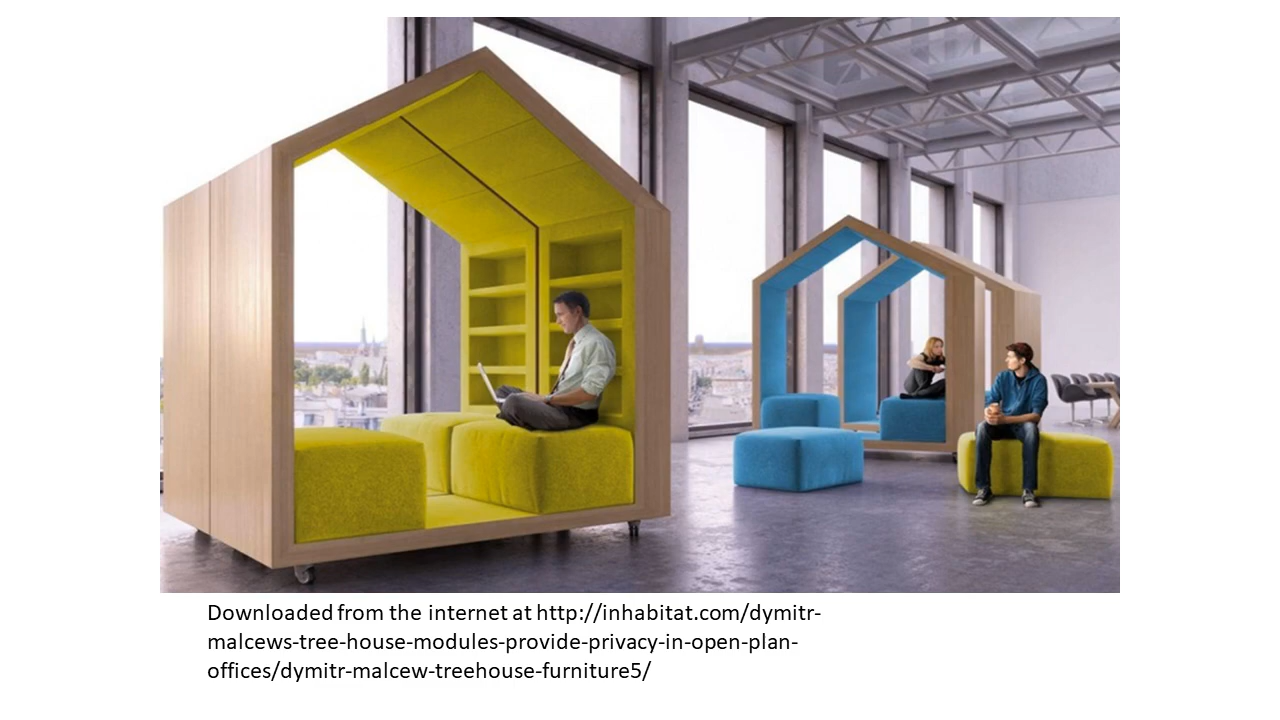 Downloaded from the internet at http://inhabitat.com/dymitr-
malcews-tree-house-modules-provide-privacy-in-open-plan-
offices/dymitr-malcew-treehouse-furniture5/